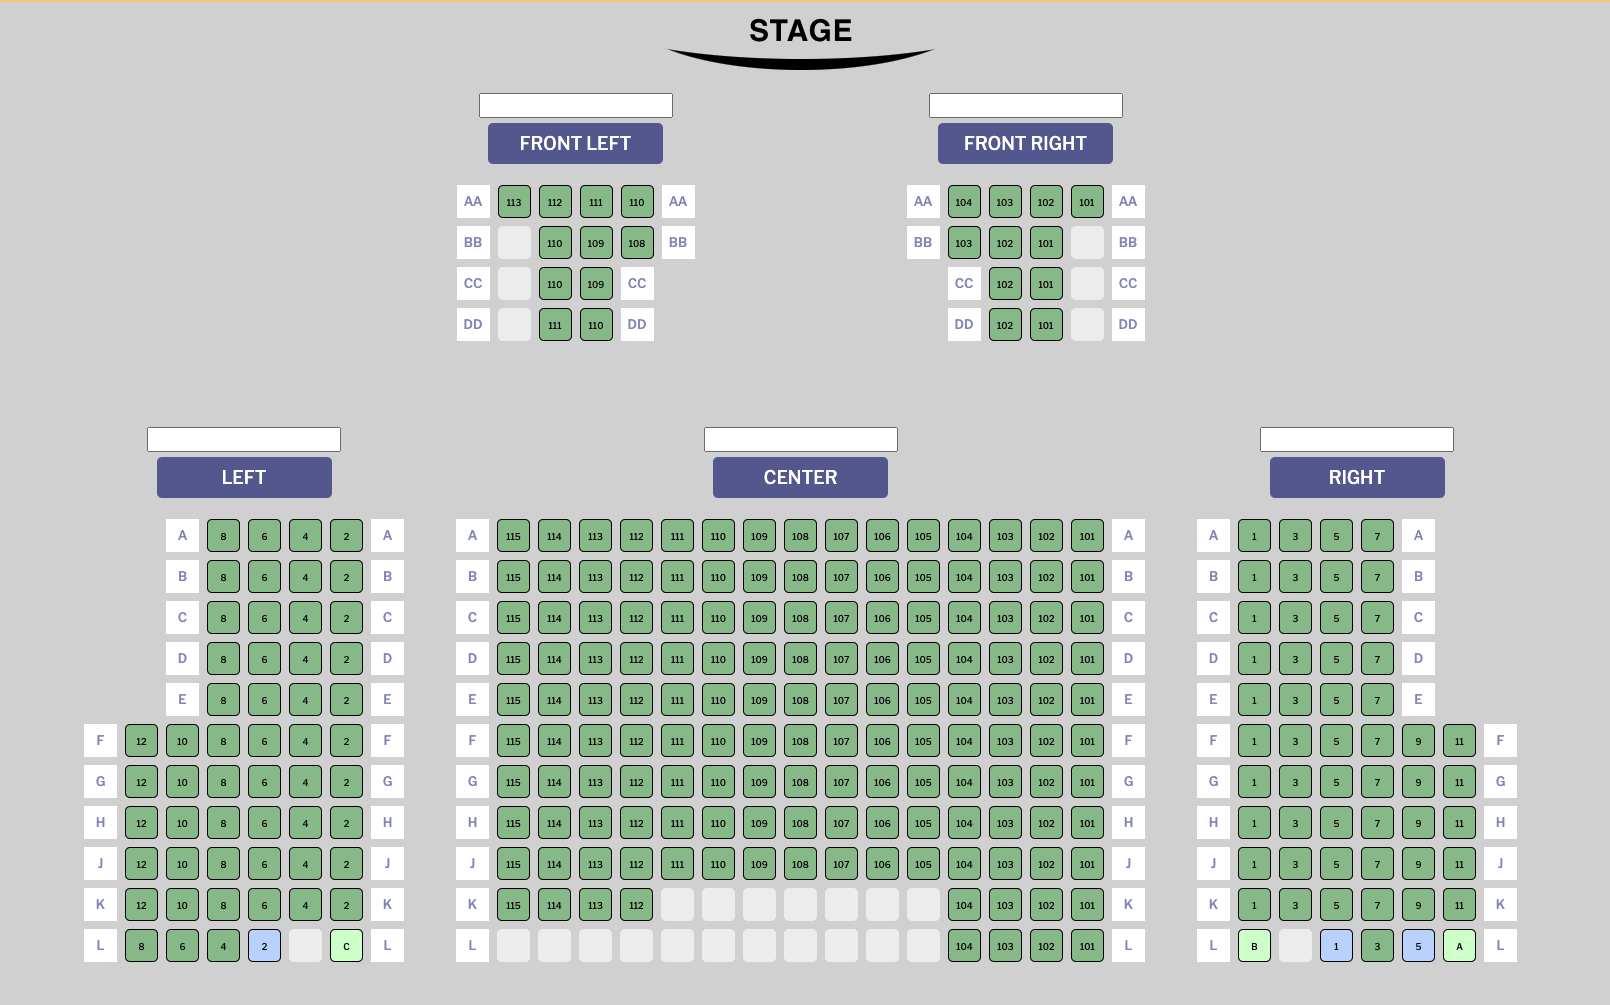 STAGE
FRONT LEFT FRONT RIGHT
AA 113 112 111 110 AA AA 104 103 102 101 AA
BB 110 109 108 BB BB 103 102 101 BB
CC 110 109 CC CC 102 101 CC
DD 111 110 DD DD 102 101 DD
LEFT CENTER RIGHT
A 8 6 4 2 A A 115 114 113 112 111 110 109 108 107 106 105 104 103 102 101 A A 1 3 5 7 A
B 8 6 4 2 B B 115 114 113 112 111 110 109 108 107 106 105 104 103 102 101 B B 1 3 5 7 B
C 8 6 4 2 C C 115 114 113 112 111 110 109 108 107 106 105 104 103 102 101 C C 1 3 5 7 C
D 8 6 4 2 D D 115 114 113 112 111 110 109 108 107 106 105 104 103 102 101 D D 1 3 5 7 D
E 8 6 4 2 E E 115 114 113 112 111 110 109 108 107 106 105 104 103 102 101 E E 1 3 5 7 E
F 12 10 8 6 4 2 F F 115 114 113 112 111 110 109 108 107 106 105 104 103 102 101 F F 1 3 5 7 9 11 F
G 12 10 8 6 4 2 G G 115 114 113 112 111 110 109 108 107 106 105 104 103 102 101 G G 1 3 5 7 9 11 G
H 12 10 8 6 4 2 H H 115 114 113 112 111 110 109 108 107 106 105 104 103 102 101 H H 1 3 5 7 9 11 H
J 12 10 8 6 4 2 J J 115 114 113 112 111 110 109 108 107 106 105 104 103 102 101 J J 1 3 5 7 9 11 J
K 12 10 8 6 4 2 K K 115 114 113 112 104 103 102 101 K K 1 3 5 7 9 11 K
L 8 6 4 2 C L L 104 103 102 101 L L B 1 3 5 A L